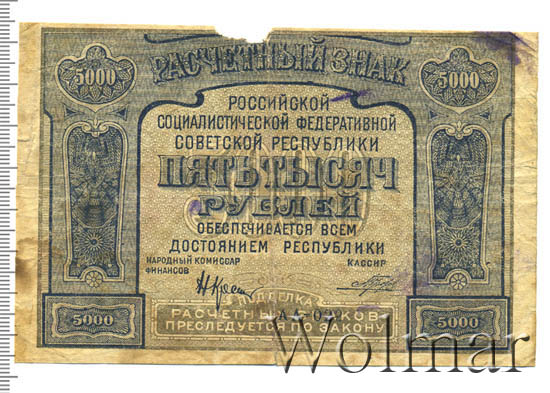 РАСЧЕТНЫЙ ЗНАК
5000 5000
РОССИЙСКОЙ
СОЦИАЛИСТИЧЕСКОЙ ФЕДЕРАТИВНОЙ
СОВЕТСКОЙ РЕСПУБЛИКИ
ПЯТЬ ТЫСЯЧ
РУБЛЕЙ
ОБЕСПЕЧИВАЕТСЯ ВСЕМ
ДОСТОЯНИЕМ РЕСПУБЛИКИ
НАРОДНЫЙ КОМИССАР КАССИР
ФИНАНСОВ
ПОДДЕЛКА
РАСЧЕТНЫХ ЗНАКОВ
ПРЕСЛЕДУЕТСЯ ПО ЗАКОНУ
5000 5000
Wolmar